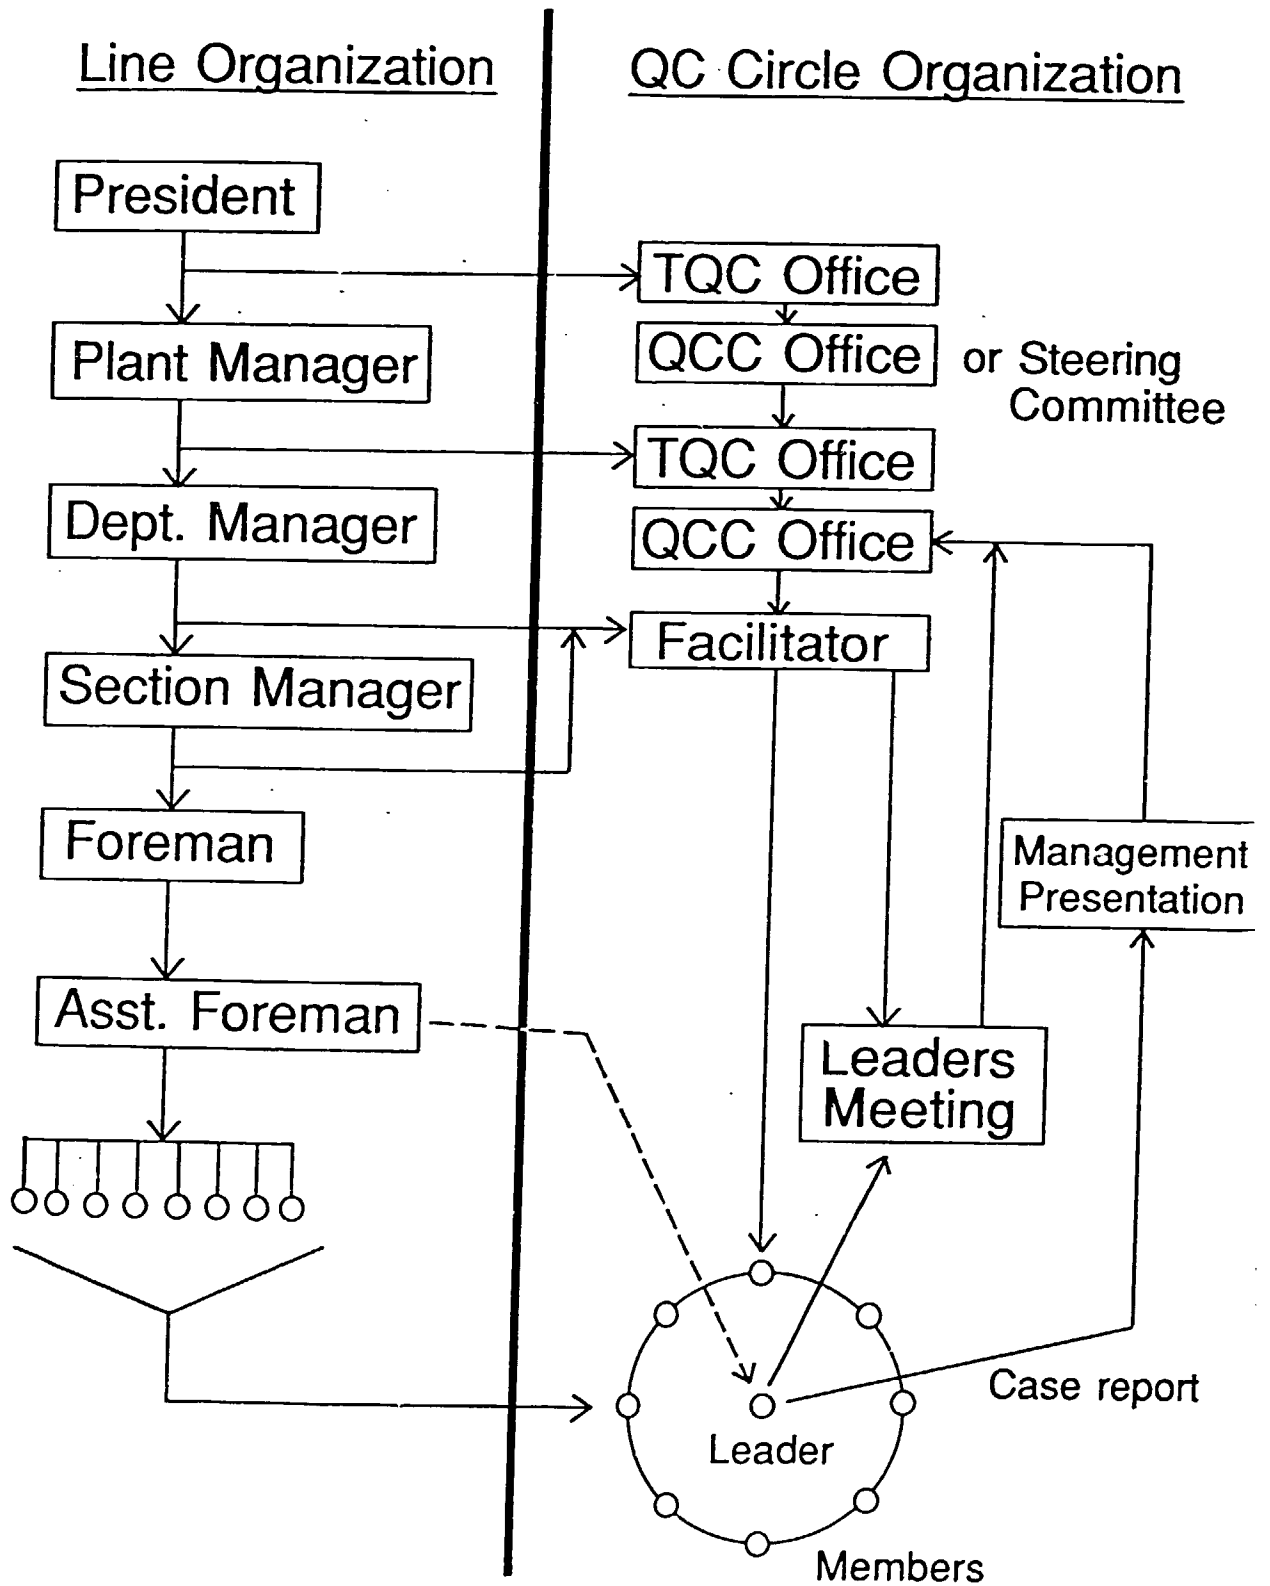 Line Organization
QC Circle Organization
President
Plant Manager
Dept. Manager
Section Manager
Foreman
Asst. Foreman
TQC Office
QCC Office or Steering
Committee
TQC Office
QCC Office
Facilitator
Management
Presentation
Leaders
Meeting
Case report
Leader
Members